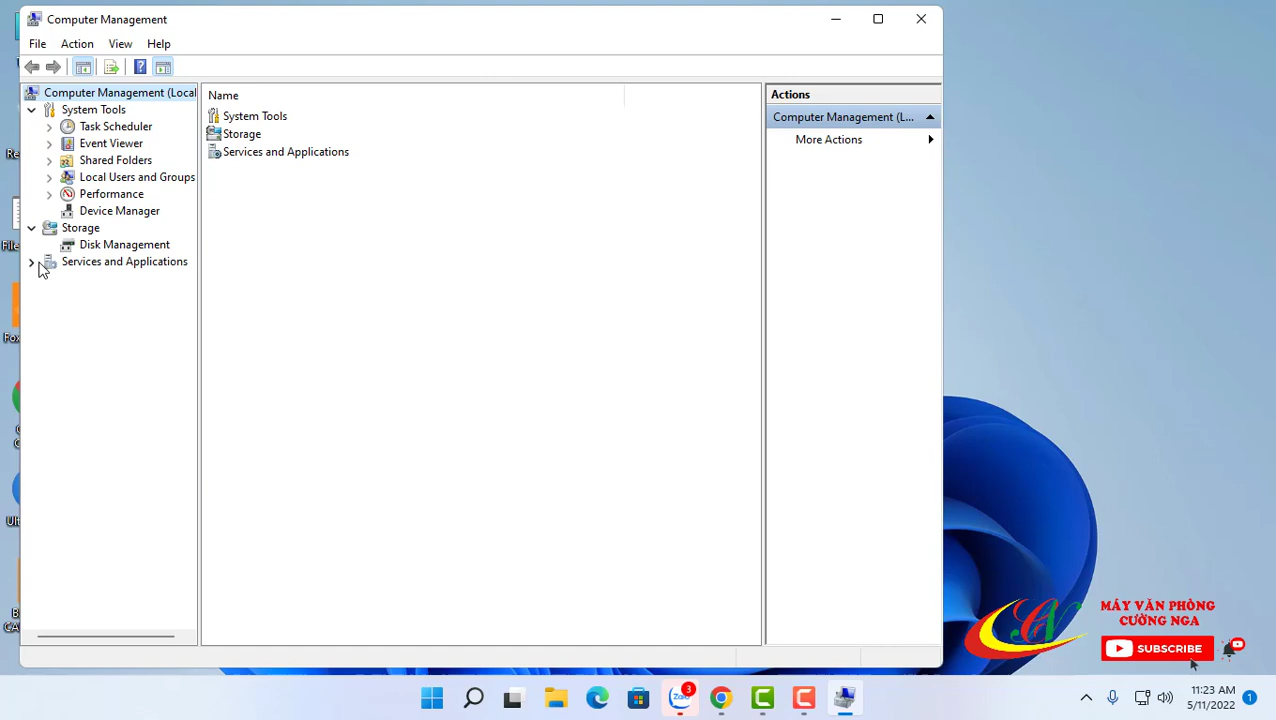 Computer Management
File Action View Help
Computer Management (Local
System Tools
Task Scheduler
Event Viewer
Shared Folders
Local Users and Groups
Performance
Device Manager
Storage
Disk Management
Services and Applications
Name
System Tools
Storage
Services and Applications
Actions
Computer Management (L...
More Actions
MÁY VĂN PHÒNG
CƯỜNG NGA
SUBSCRIBE
Zalo
3
11:23 AM
5/11/2022
1